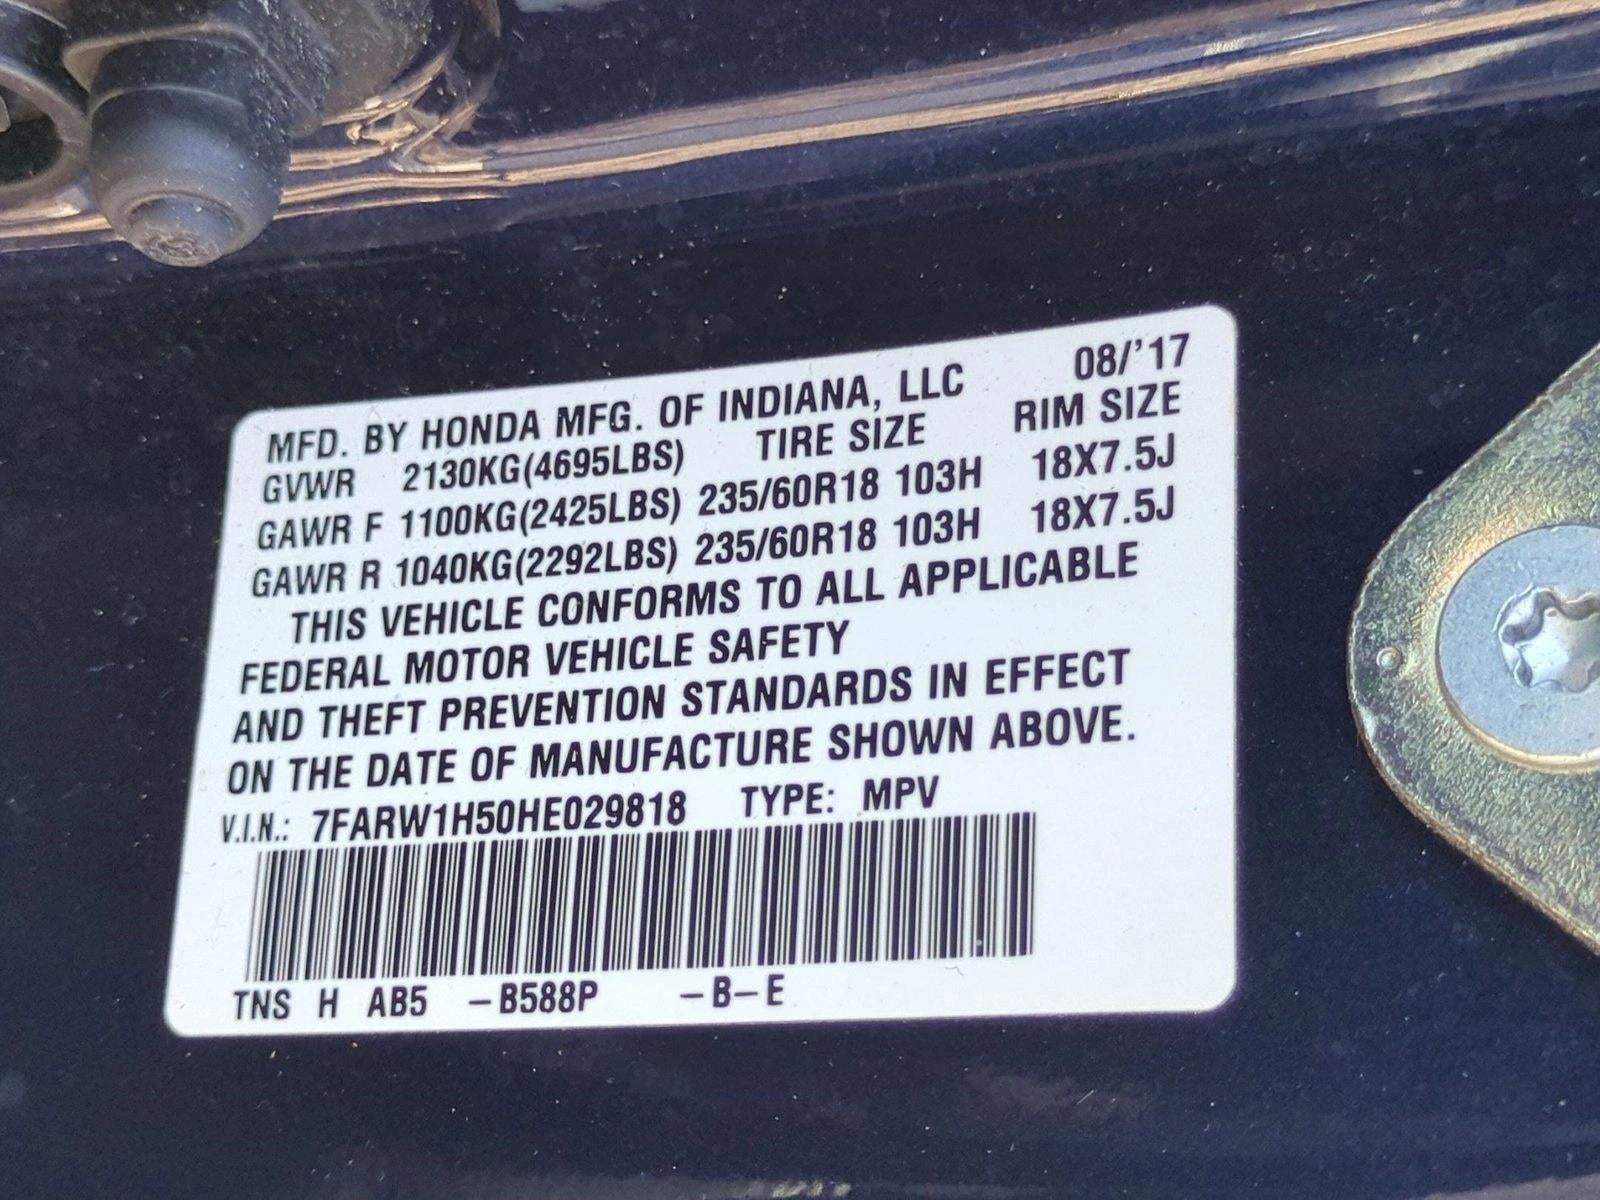 MFD. BY HONDA MFG. OF INDIANA, LLC 08/'17
GVWR 2130KG(4695LBS) TIRE SIZE RIM SIZE
GAWR F 1100KG(2425LBS) 235/60R18 103H 18X7.5J
GAWR R 1040KG(2292LBS) 235/60R18 103H 18X7.5J
THIS VEHICLE CONFORMS TO ALL APPLICABLE
FEDERAL MOTOR VEHICLE SAFETY
AND THEFT PREVENTION STANDARDS IN EFFECT
ON THE DATE OF MANUFACTURE SHOWN ABOVE.
V.I.N.: 7FARW1H50HE029818 TYPE: MPV
TNS H AB5 -B588P -B-E